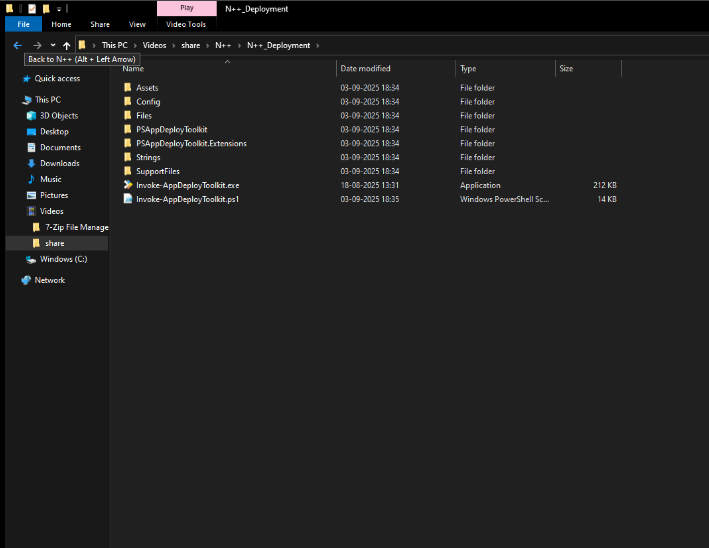 Play
N++_Deployment
File Home Share View Video Tools
This PC > Videos > share > N++ > N++_Deployment >
Back to N++ (Alt + Left Arrow)
Name Date modified Type Size
Quick access
This PC
3D Objects
Desktop
Documents
Downloads
Music
Pictures
Videos
7-Zip File Manage
share
Windows (C:)
Network
Assets 03-09-2025 18:34 File folder
Config 03-09-2025 18:34 File folder
Files 03-09-2025 18:34 File folder
PSAppDeployToolkit 03-09-2025 18:34 File folder
PSAppDeployToolkit.Extensions 03-09-2025 18:34 File folder
Strings 03-09-2025 18:34 File folder
SupportFiles 03-09-2025 18:34 File folder
Invoke-AppDeployToolkit.exe 18-08-2025 13:31 Application 212 KB
Invoke-AppDeployToolkit.ps1 03-09-2025 18:35 Windows PowerShell Sc... 14 KB